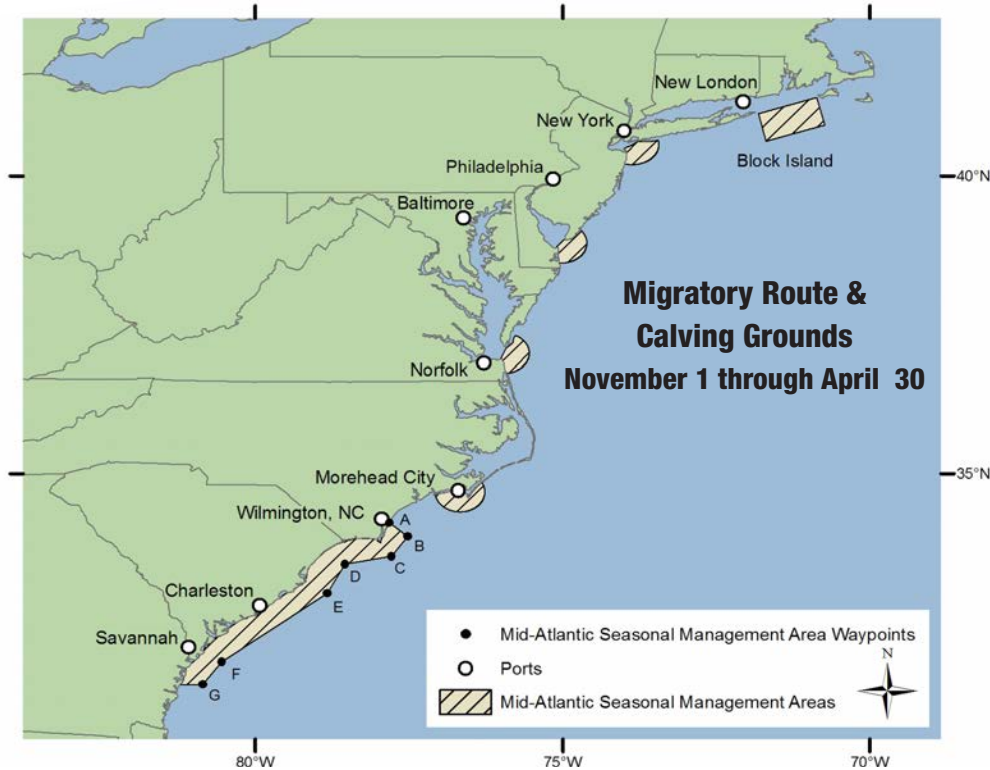 New London
New York
Block Island
Philadelphia
40°N
Baltimore
Migratory Route &
Calving Grounds
November 1 through April 30
Norfolk
Morehead City
35°N
Wilmington, NC
A
B
C
D
Charleston
E
Savannah
F
G
Mid-Atlantic Seasonal Management Area Waypoints
Ports
Mid-Atlantic Seasonal Management Areas
N
80°W
75°W
70°W